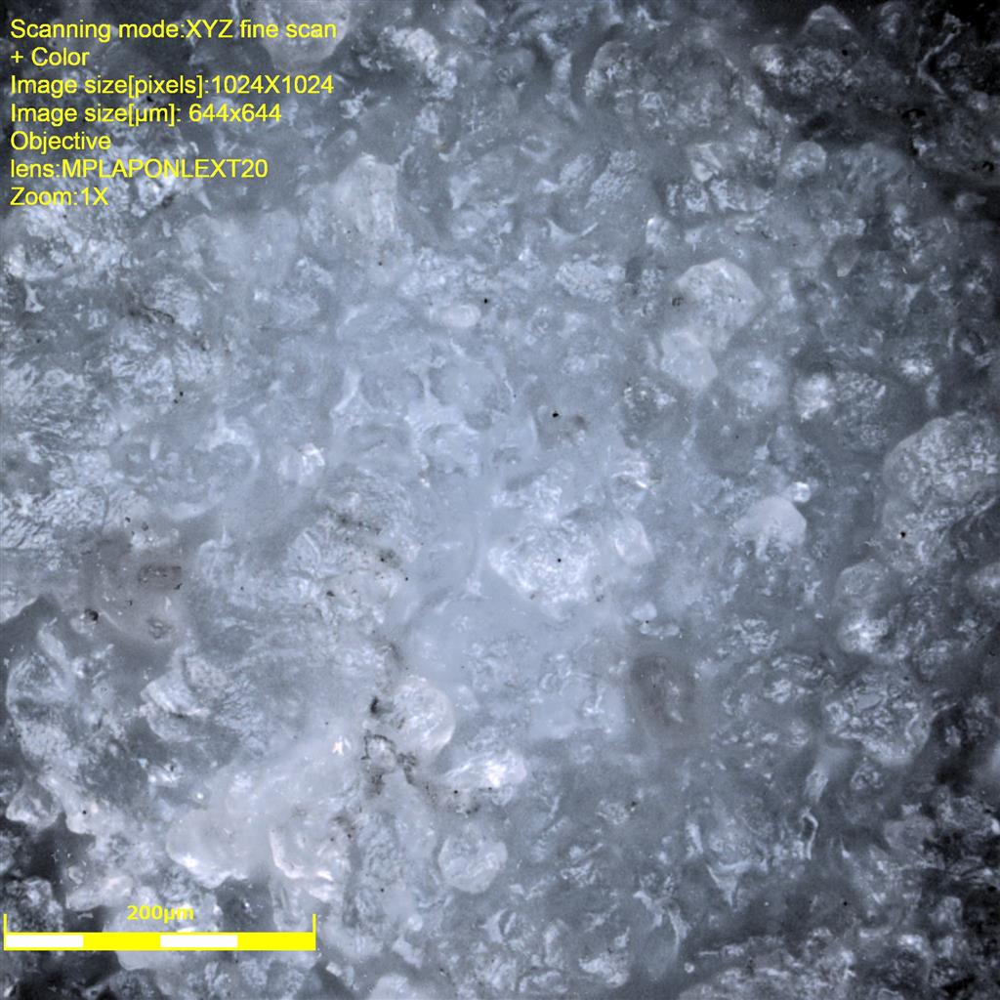 Scanning mode:XYZ fine scan
+ Color
Image size[pixels]:1024X1024
Image size[µm]: 644x644
Objective
lens:MPLAPONLEXT20
Zoom:1X
200µm